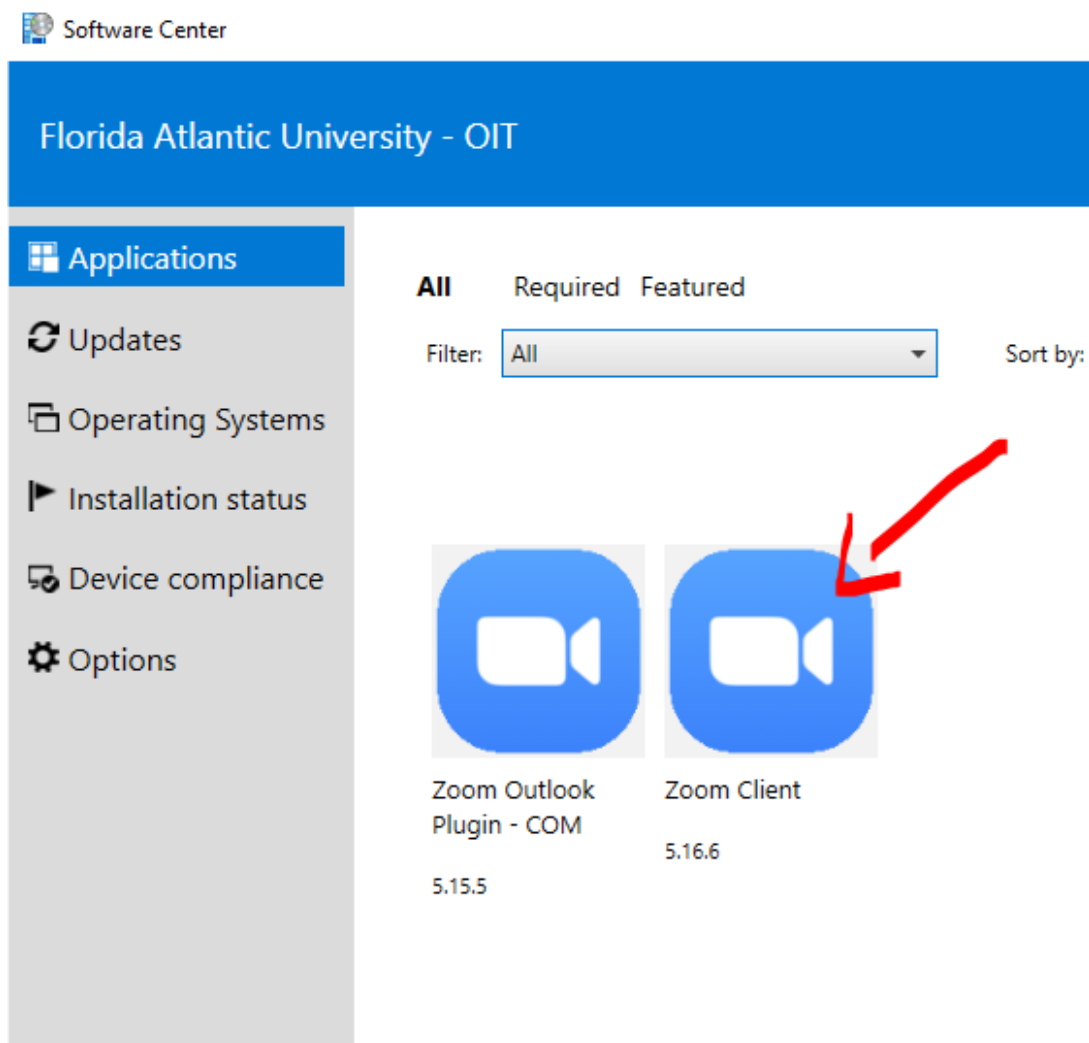 Software Center
Florida Atlantic University - OIT
Applications
Updates
Operating Systems
Installation status
Device compliance
Options
All Required Featured
Filter: All Sort by:
Zoom Outlook
Plugin - COM
5.15.5
Zoom Client
5.16.6